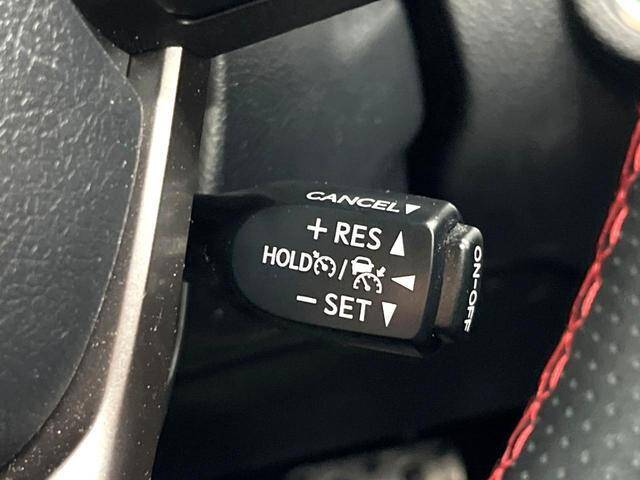 CANCEL▼
+ RES ▲
HOLD / ◀
− SET ▼
ON-OFF